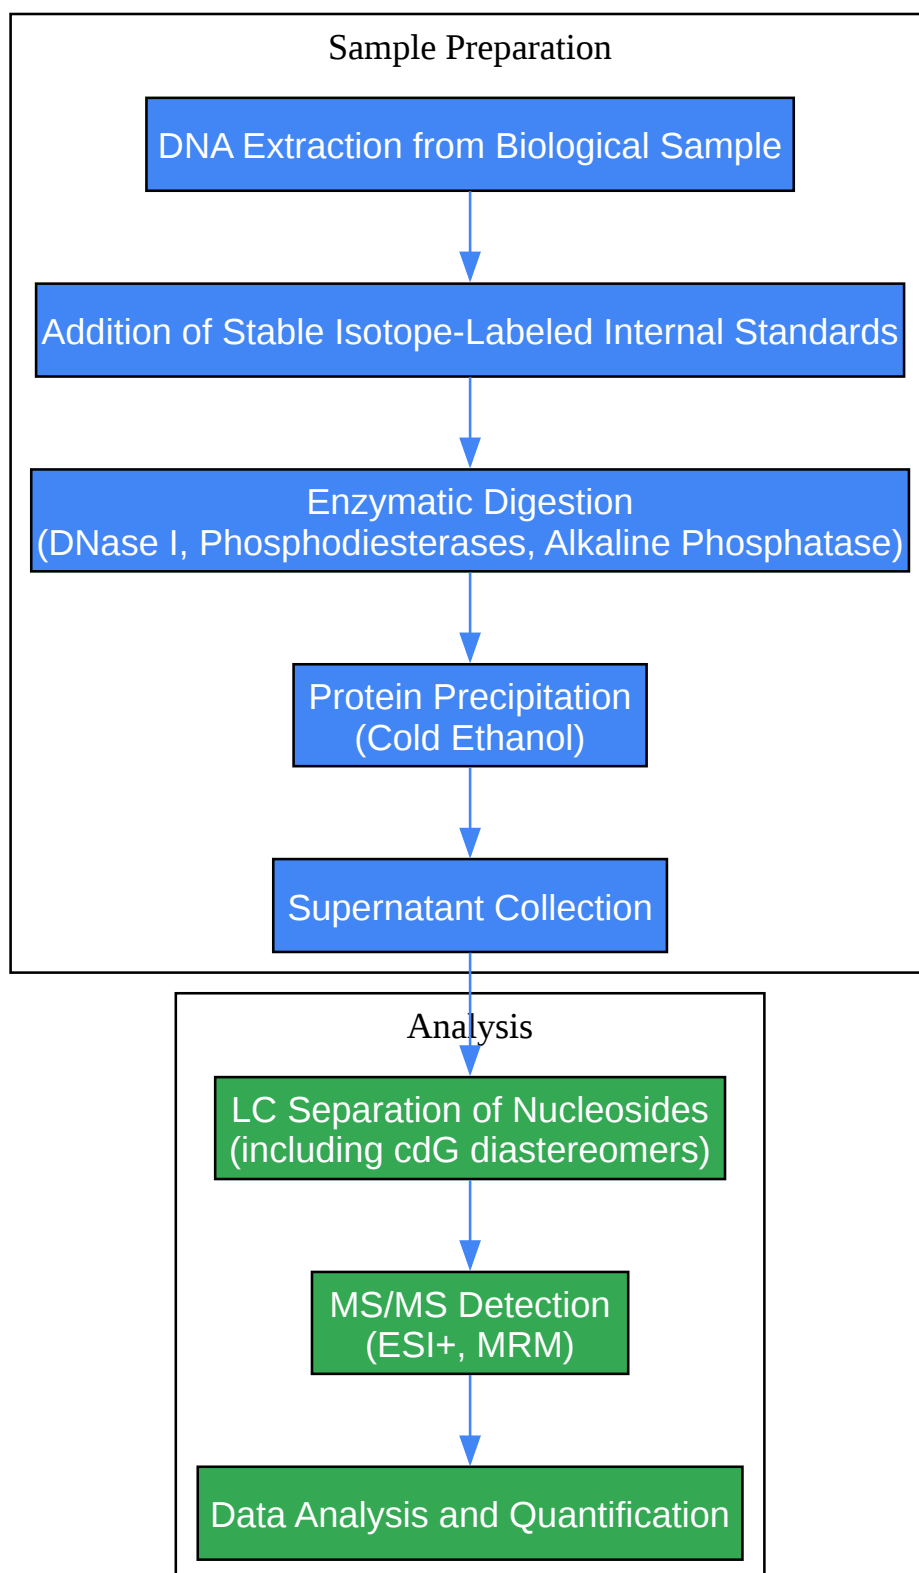 Sample Preparation
DNA Extraction from Biological Sample
Addition of Stable Isotope-Labeled Internal Standards
Enzymatic Digestion
(DNase I, Phosphodiesterases, Alkaline Phosphatase)
Protein Precipitation
(Cold Ethanol)
Supernatant Collection
Analysis
LC Separation of Nucleosides
(including cdG diastereomers)
MS/MS Detection
(ESI+, MRM)
Data Analysis and Quantification